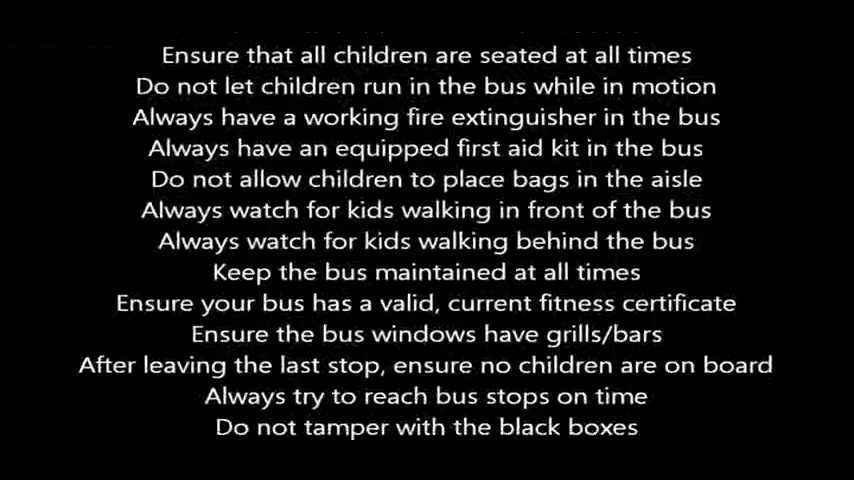 Ensure that all children are seated at all times
Do not let children run in the bus while in motion
Always have a working fire extinguisher in the bus
Always have an equipped first aid kit in the bus
Do not allow children to place bags in the aisle
Always watch for kids walking in front of the bus
Always watch for kids walking behind the bus
Keep the bus maintained at all times
Ensure your bus has a valid, current fitness certificate
Ensure the bus windows have grills/bars
After leaving the last stop, ensure no children are on board
Always try to reach bus stops on time
Do not tamper with the black boxes